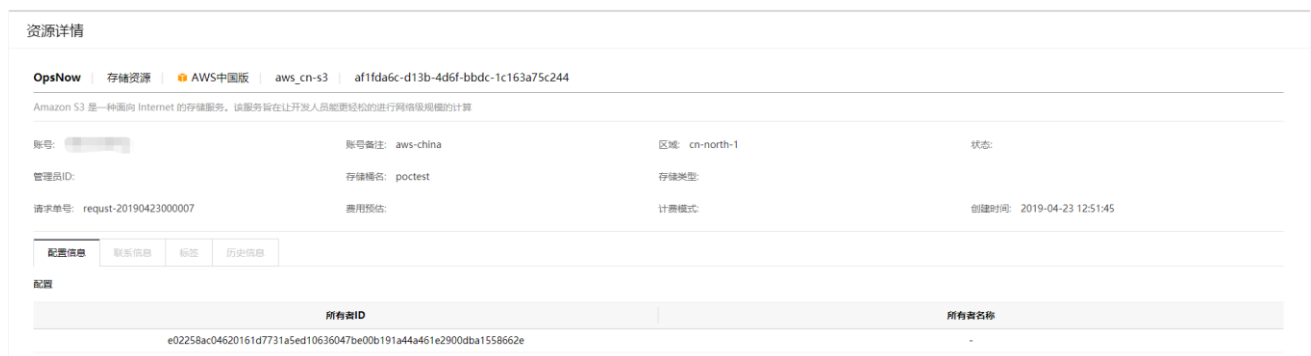 资源详情
OpsNow 存储资源 AWS中国版 aws_cn-s3 af1fda6c-d13b-4d6f-bbdc-1c163a75c244
Amazon S3 是一种面向 Internet 的存储服务。该服务旨在让开发人员能更轻松的进行网络级规模的计算
账号: 账号备注: aws-china 区域: cn-north-1 状态:
管理员ID: 存储桶名: poctest 存储类型:
请求单号: requst-20190423000007 费用预估: 计费模式: 创建时间: 2019-04-23 12:51:45
配置信息 联系信息 标签 历史信息
配置
所有者ID 所有者名称
e02258ac04620161d7731a5ed10636047be00b191a44a461e2900dba1558662e -